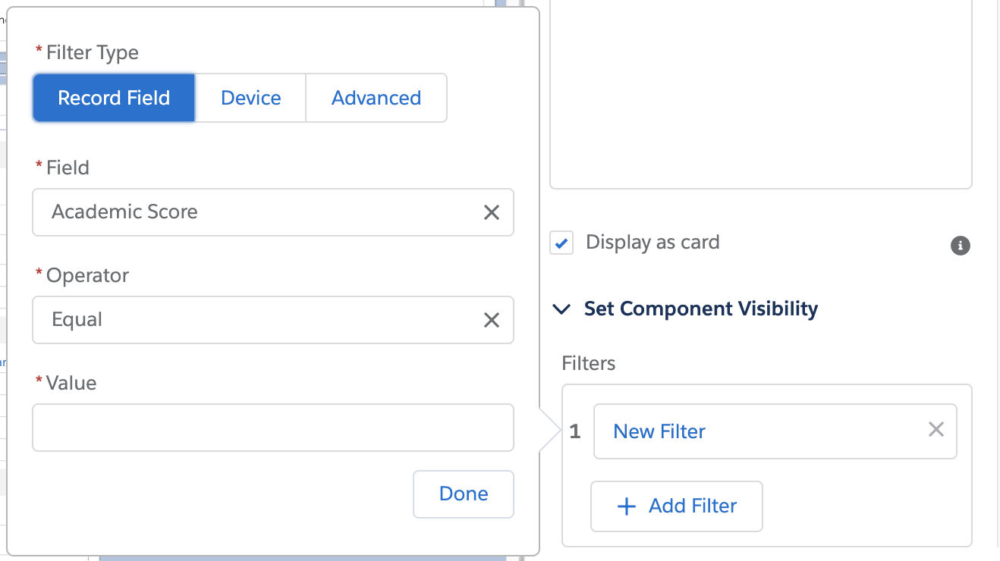 * Filter Type
Record Field
Device
Advanced
* Field
Academic Score
* Operator
Equal
* Value
Done
Display as card
Set Component Visibility
Filters
1
New Filter
+ Add Filter